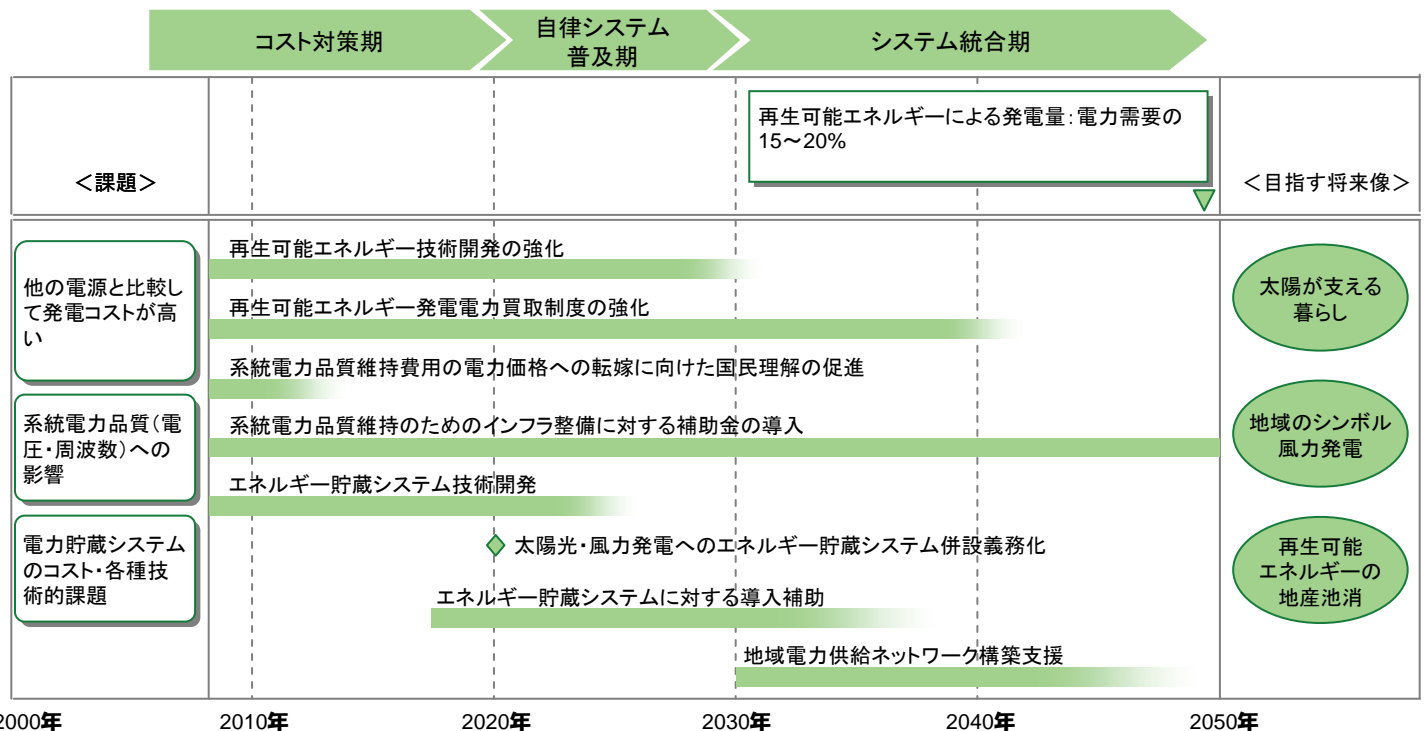 コスト対策期
自律システム
普及期
システム統合期
再生可能エネルギーによる発電量:電力需要の
15~20%
<課題>
<目指す将来像>
他の電源と比較し
て発電コストが高
い
系統電力品質(電
圧・周波数)への
影響
電力貯蔵システム
のコスト・各種技
術的課題
再生可能エネルギー技術開発の強化
再生可能エネルギー発電電力買取制度の強化
系統電力品質維持費用の電力価格への転嫁に向けた国民理解の促進
系統電力品質維持のためのインフラ整備に対する補助金の導入
エネルギー貯蔵システム技術開発
太陽光・風力発電へのエネルギー貯蔵システム併設義務化
エネルギー貯蔵システムに対する導入補助
地域電力供給ネットワーク構築支援
太陽が支える
暮らし
地域のシンボル
風力発電
再生可能
エネルギーの
地産池消
2000年
2010年
2020年
2030年
2040年
2050年